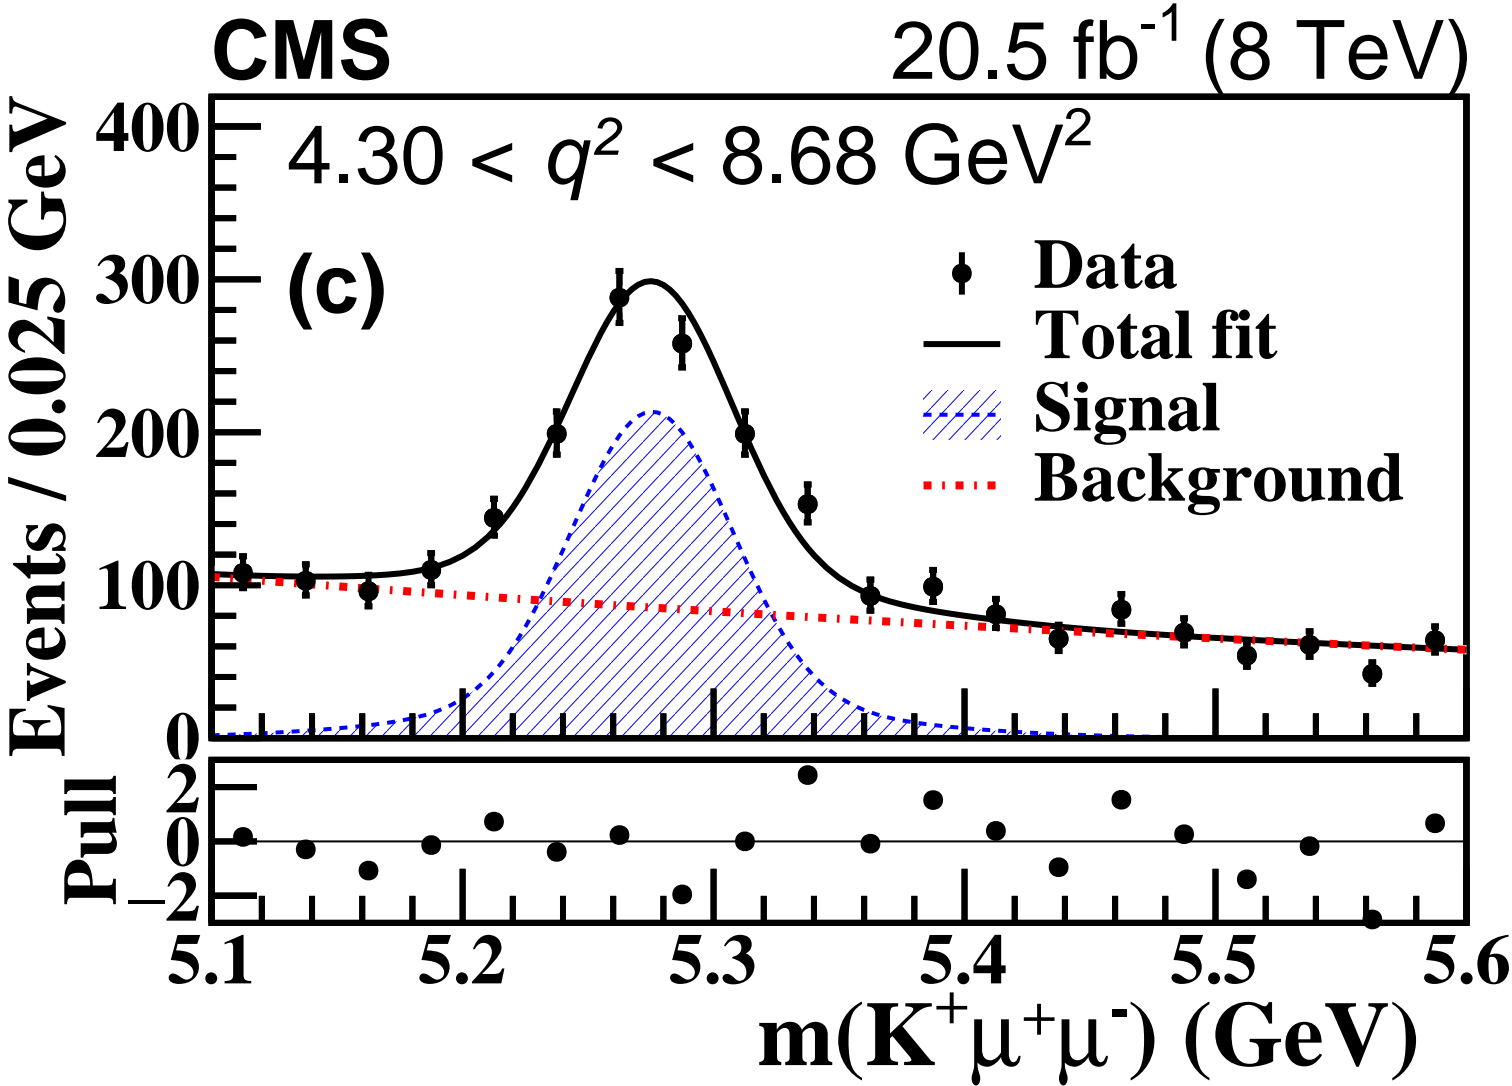 CMS 20.5 fb⁻¹ (8 TeV)
4.30 < q² < 8.68 GeV²
(c)
Data
Total fit
Signal
Background
Events / 0.025 GeV
400
300
200
100
0
Pull
2
0
−2
5.1 5.2 5.3 5.4 5.5 5.6
m(K⁺μ⁺μ⁻) (GeV)